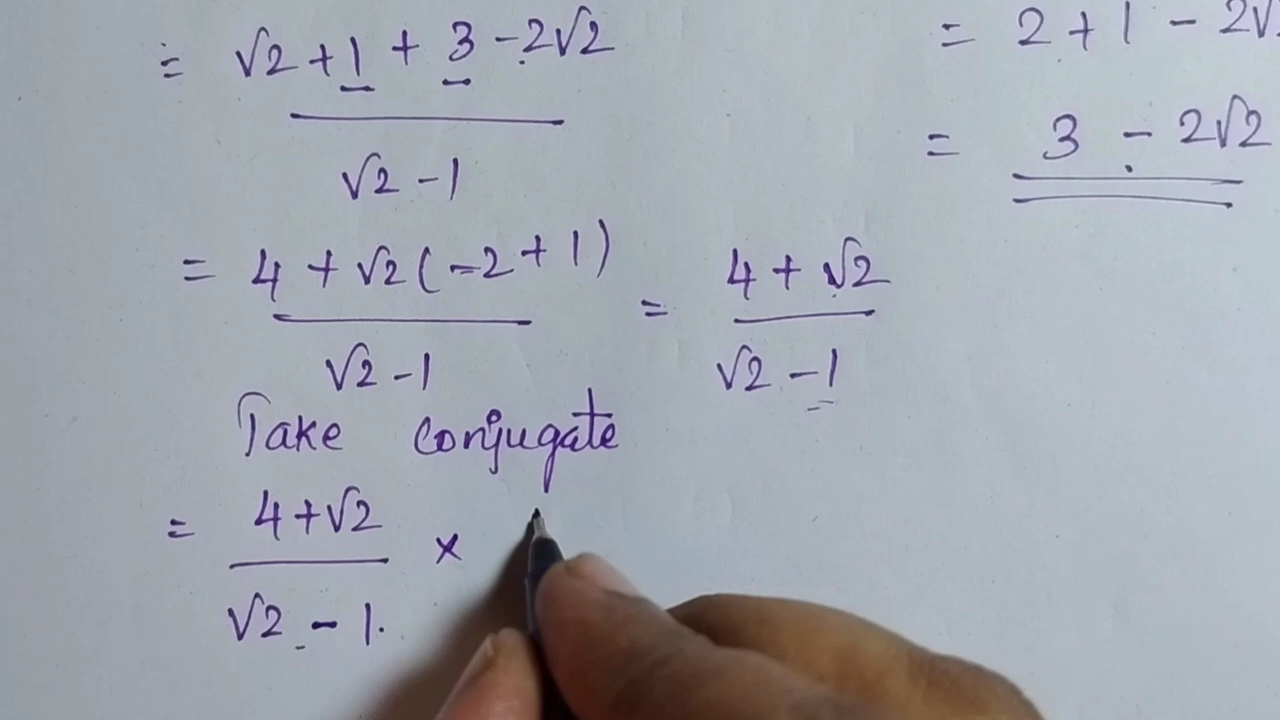 = √2 + 1 + 3 - 2√2
√2 - 1
= 4 + √2 ( -2 + 1 ) = 4 + √2
√2 - 1 √2 - 1
Take conjugate
= 4 + √2 ×
√2 - 1.
= 2 + 1 - 2√2
= 3 - 2√2